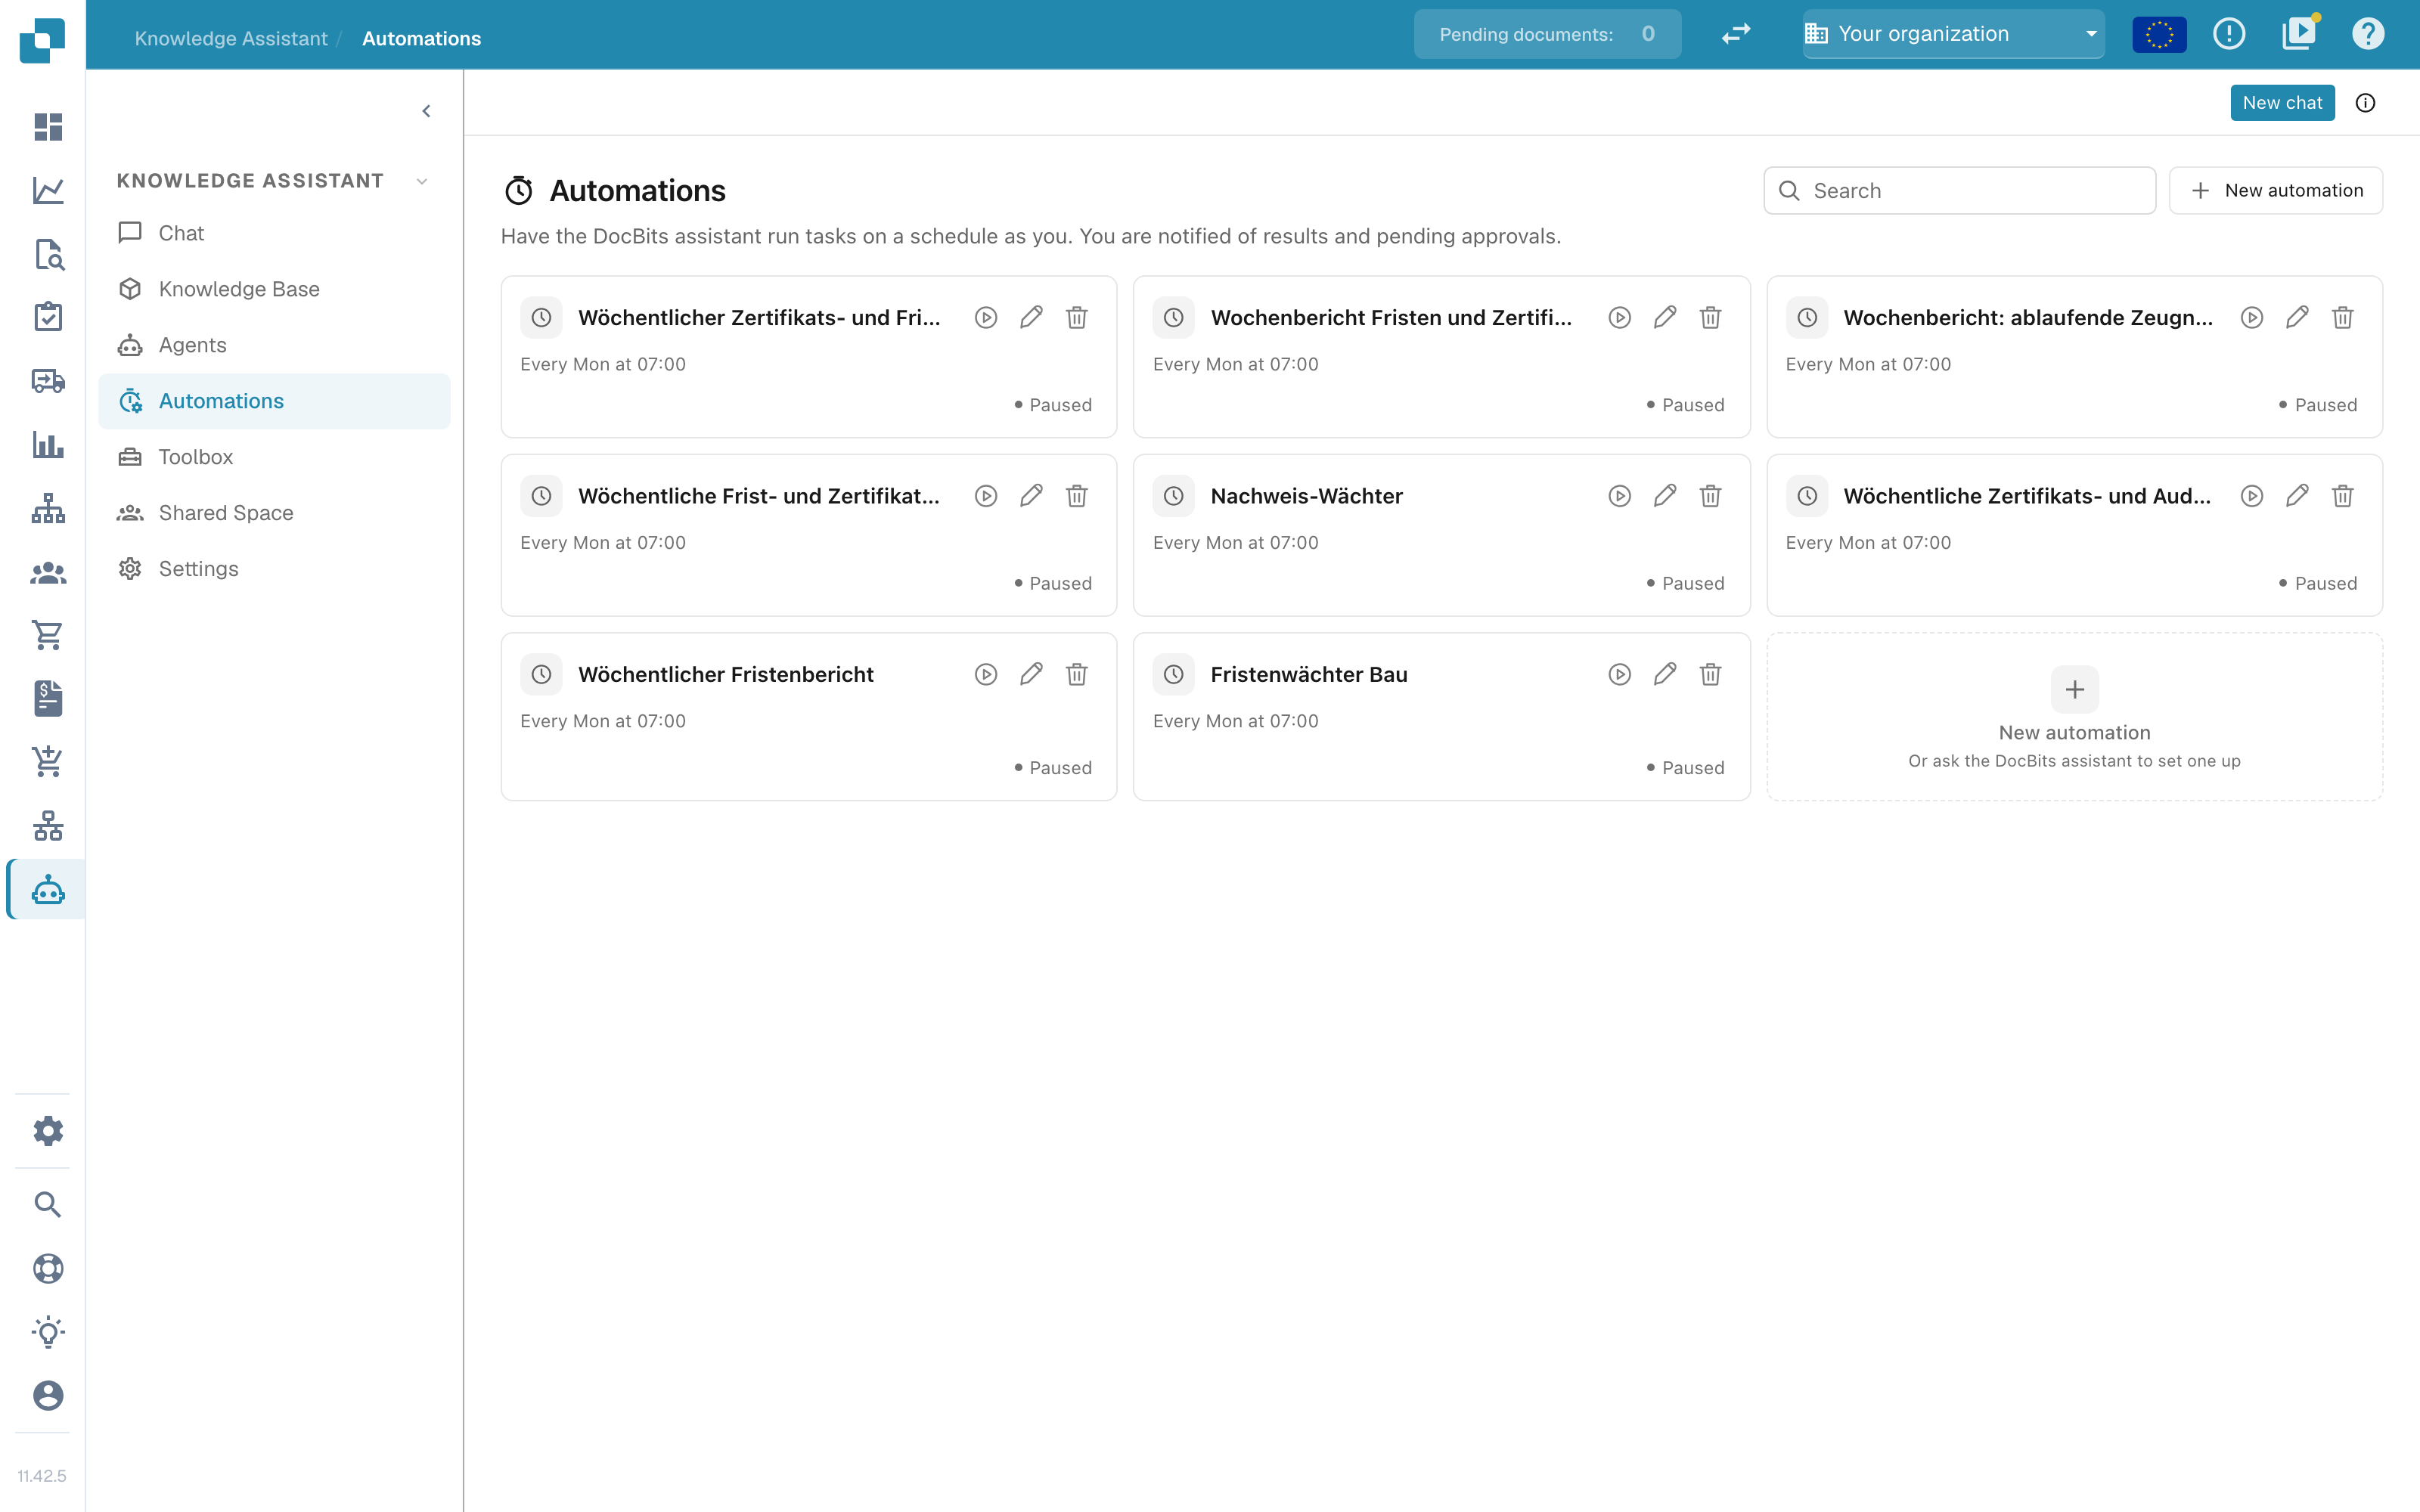 Knowledge Assistant / Automations
Pending documents: 0
Your organization
New chat
KNOWLEDGE ASSISTANT
Chat
Knowledge Base
Agents
Automations
Toolbox
Shared Space
Settings
Automations
Search
New automation
Have the DocBits assistant run tasks on a schedule as you. You are notified of results and pending approvals.
Wöchentlicher Zertifikats- und Fri...
Every Mon at 07:00
Paused
Wochenbericht Fristen und Zertifi...
Every Mon at 07:00
Paused
Wochenbericht: ablaufende Zeugn...
Every Mon at 07:00
Paused
Wöchentliche Frist- und Zertifikat...
Every Mon at 07:00
Paused
Nachweis-Wächter
Every Mon at 07:00
Paused
Wöchentliche Zertifikats- und Aud...
Every Mon at 07:00
Paused
Wöchentlicher Fristenbericht
Every Mon at 07:00
Paused
Fristenwächter Bau
Every Mon at 07:00
Paused
New automation
Or ask the DocBits assistant to set one up
11.42.5